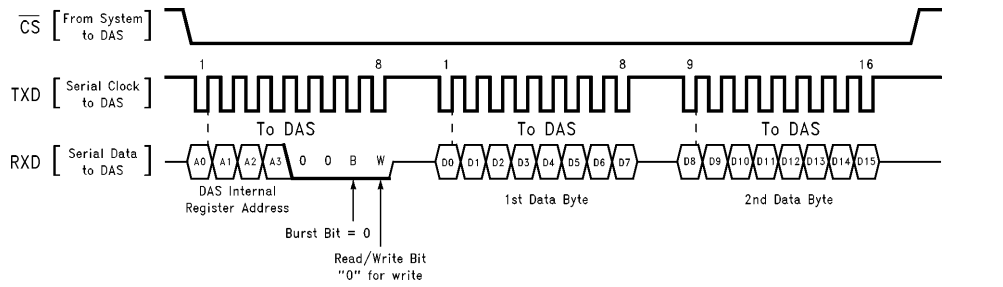 CS [ From System
to DAS ]
1 8 1 8 9 16
TXD [ Serial Clock
to DAS ]
To DAS To DAS To DAS
RXD [ Serial Data
to DAS ]
A0 A1 A2 A3 0 0 B W D0 D1 D2 D3 D4 D5 D6 D7 D8 D9 D10 D11 D12 D13 D14 D15
DAS Internal
Register Address
1st Data Byte
2nd Data Byte
Burst Bit = 0
Read/Write Bit
"0" for write